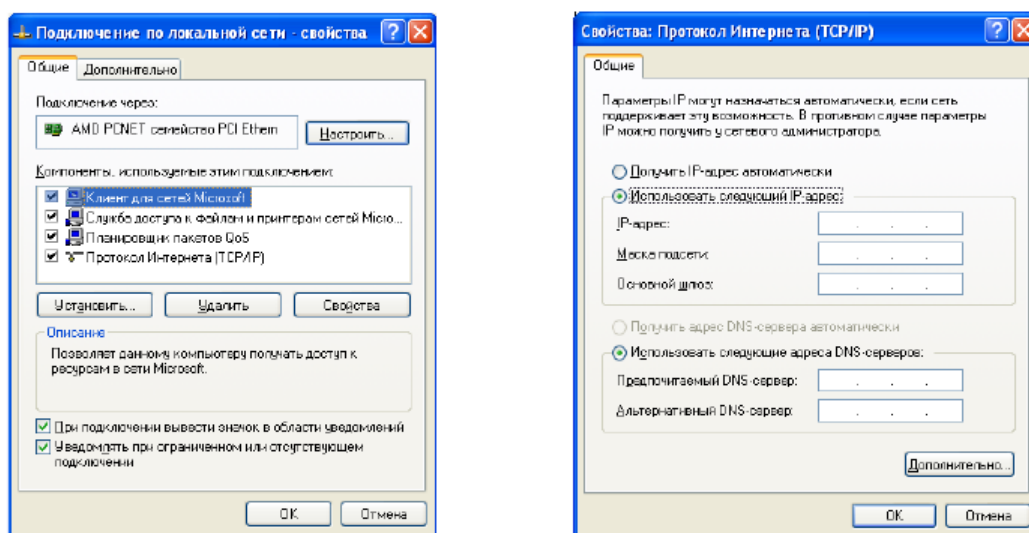 Подключение по локальной сети - свойства
Общие
Дополнительно
Подключение через:
AMD PCNET семейство PCI Ethern
Настроить...
Компоненты, используемые этим подключением:
Клиент для сетей Microsoft
Служба доступа к файлам и принтерам сетей Micro...
Планировщик пакетов QoS
Протокол Интернета (TCP/IP)
Установить...
Удалить
Свойства
Описание
Позволяет данному компьютеру получать доступ к
ресурсам в сети Microsoft.
При подключении вывести значок в области уведомлений
Уведомлять при ограниченном или отсутствующем
подключении
OK
Отмена
Свойства: Протокол Интернета (TCP/IP)
Общие
Параметры IP могут назначаться автоматически, если сеть
поддерживает эту возможность. В противном случае параметры
IP можно получить у сетевого администратора.
Получить IP-адрес автоматически
Использовать следующий IP-адрес:
IP-адрес:
Маска подсети:
Основной шлюз:
Получить адрес DNS-сервера автоматически
Использовать следующие адреса DNS-серверов:
Предпочитаемый DNS-сервер:
Альтернативный DNS-сервер:
Дополнительно...
OK
Отмена